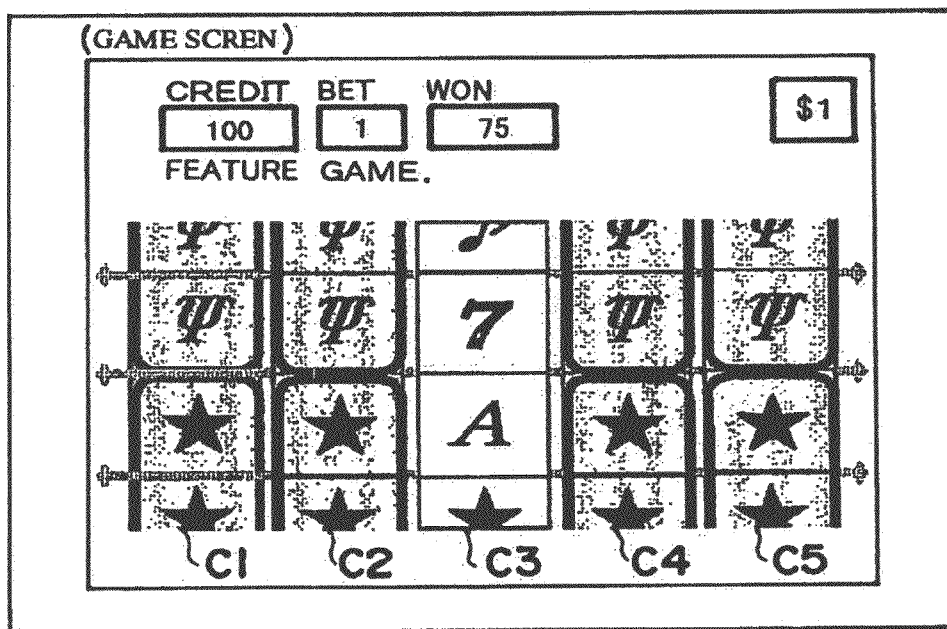 (GAME SCREN)
CREDIT BET WON
100 1 75 $1
FEATURE GAME.
ψ ψ ψ ψ
ψ ψ 7 ψ ψ
A
C1 C2 C3 C4 C5